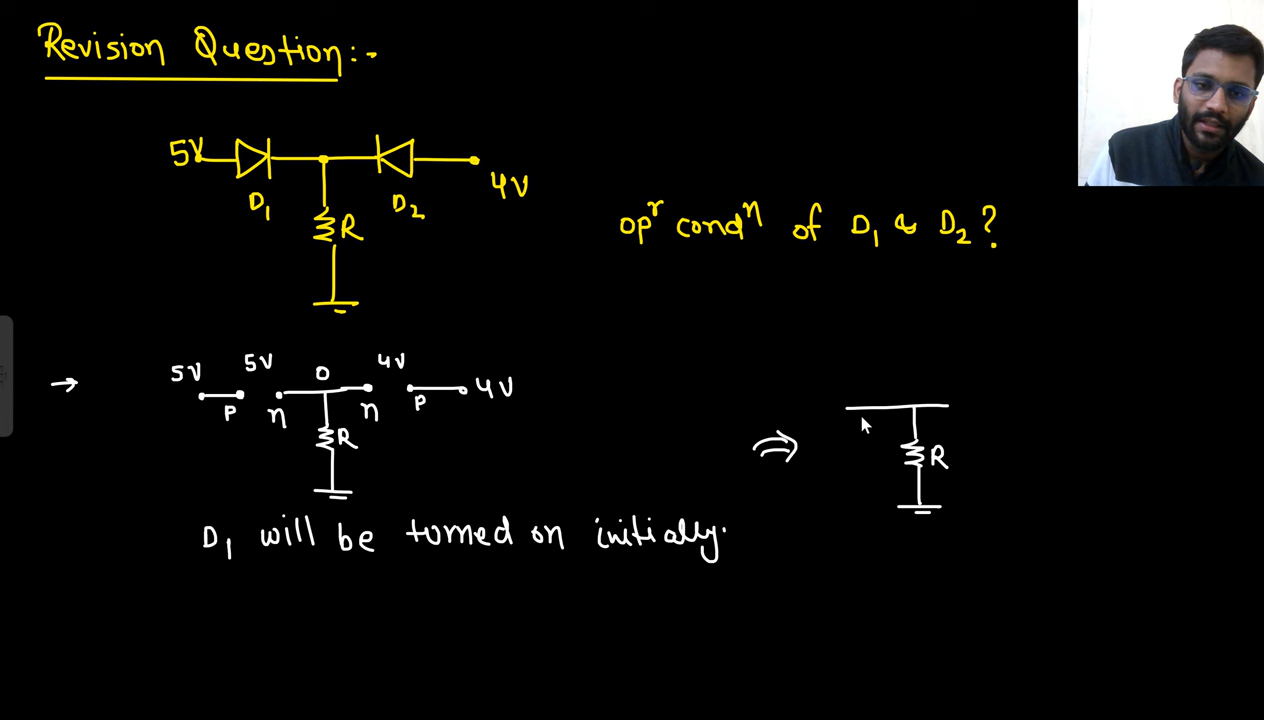 Revision Question:-
5V
4V
D1
D2
R
opʳ condⁿ of D1 & D2?
→ 5V 5V 0 4V 4V
p n n p
R
⇒
R
D1 will be turned on initially.